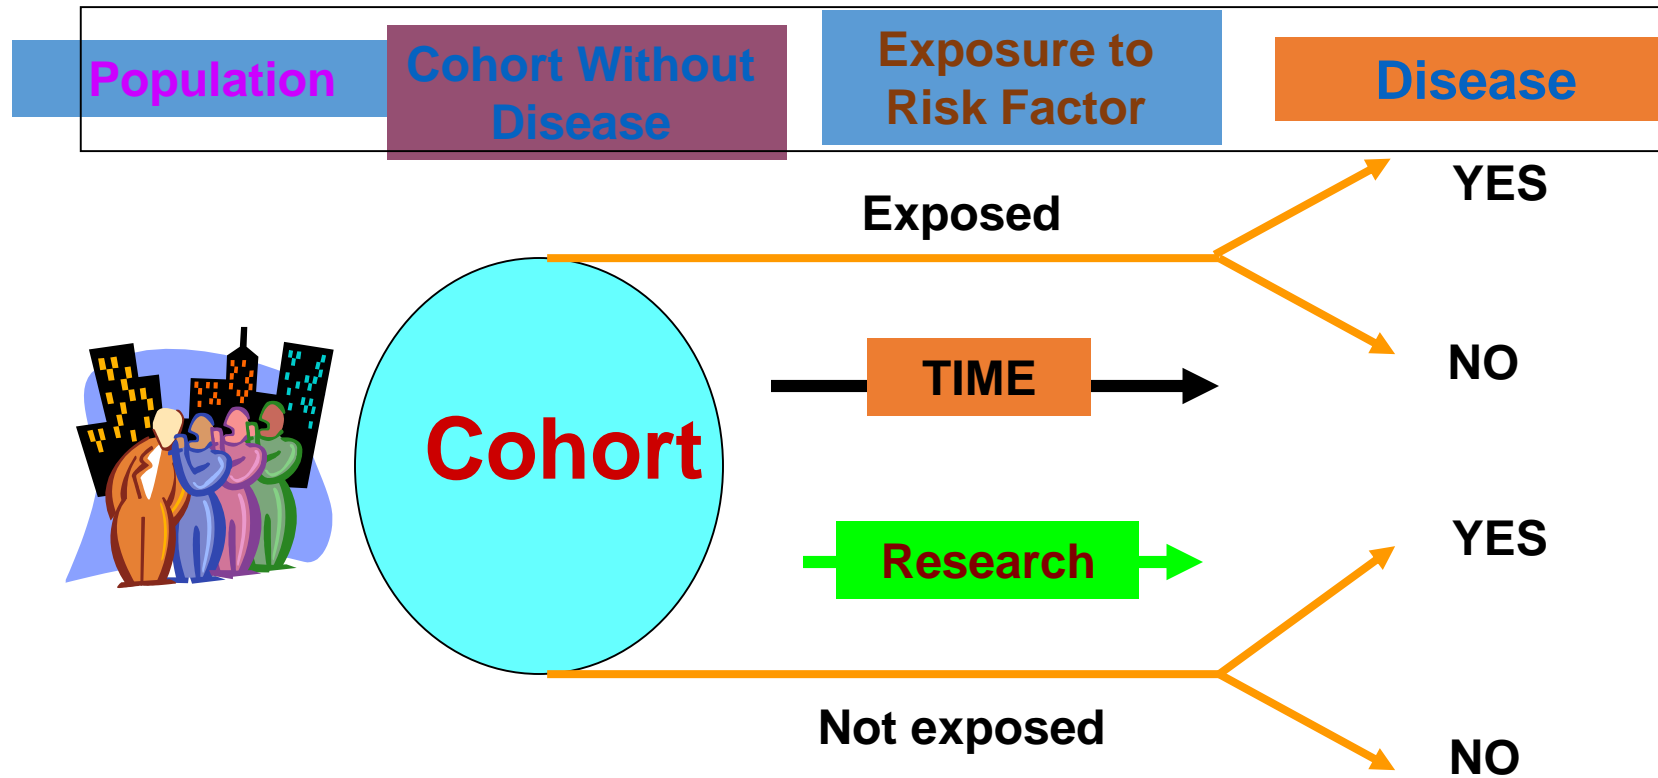 Population
Cohort Without
Disease
Exposure to
Risk Factor
Disease
Exposed
YES
NO
TIME
Cohort
Research
YES
Not exposed
NO